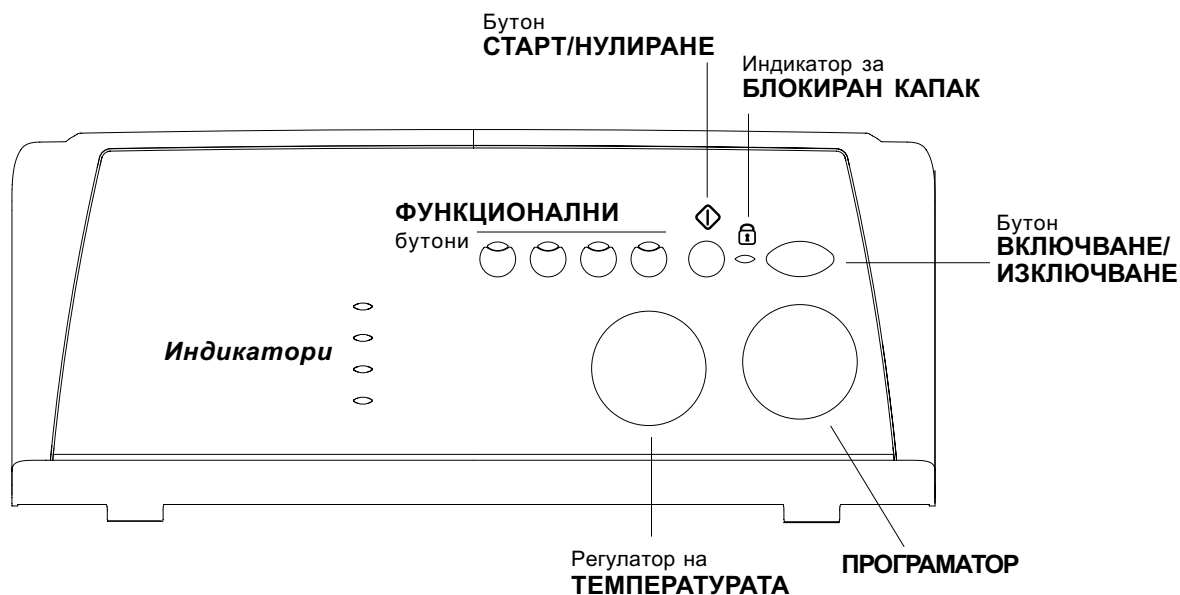 Бутон
СТАРТ/НУЛИРАНЕ
Индикатор за
БЛОКИРАН КАПАК
ФУНКЦИОНАЛНИ
бутони
Бутон
ВКЛЮЧВАНЕ/
ИЗКЛЮЧВАНЕ
Индикатори
Регулатор на
ТЕМПЕРАТУРАТА
ПРОГРАМАТОР